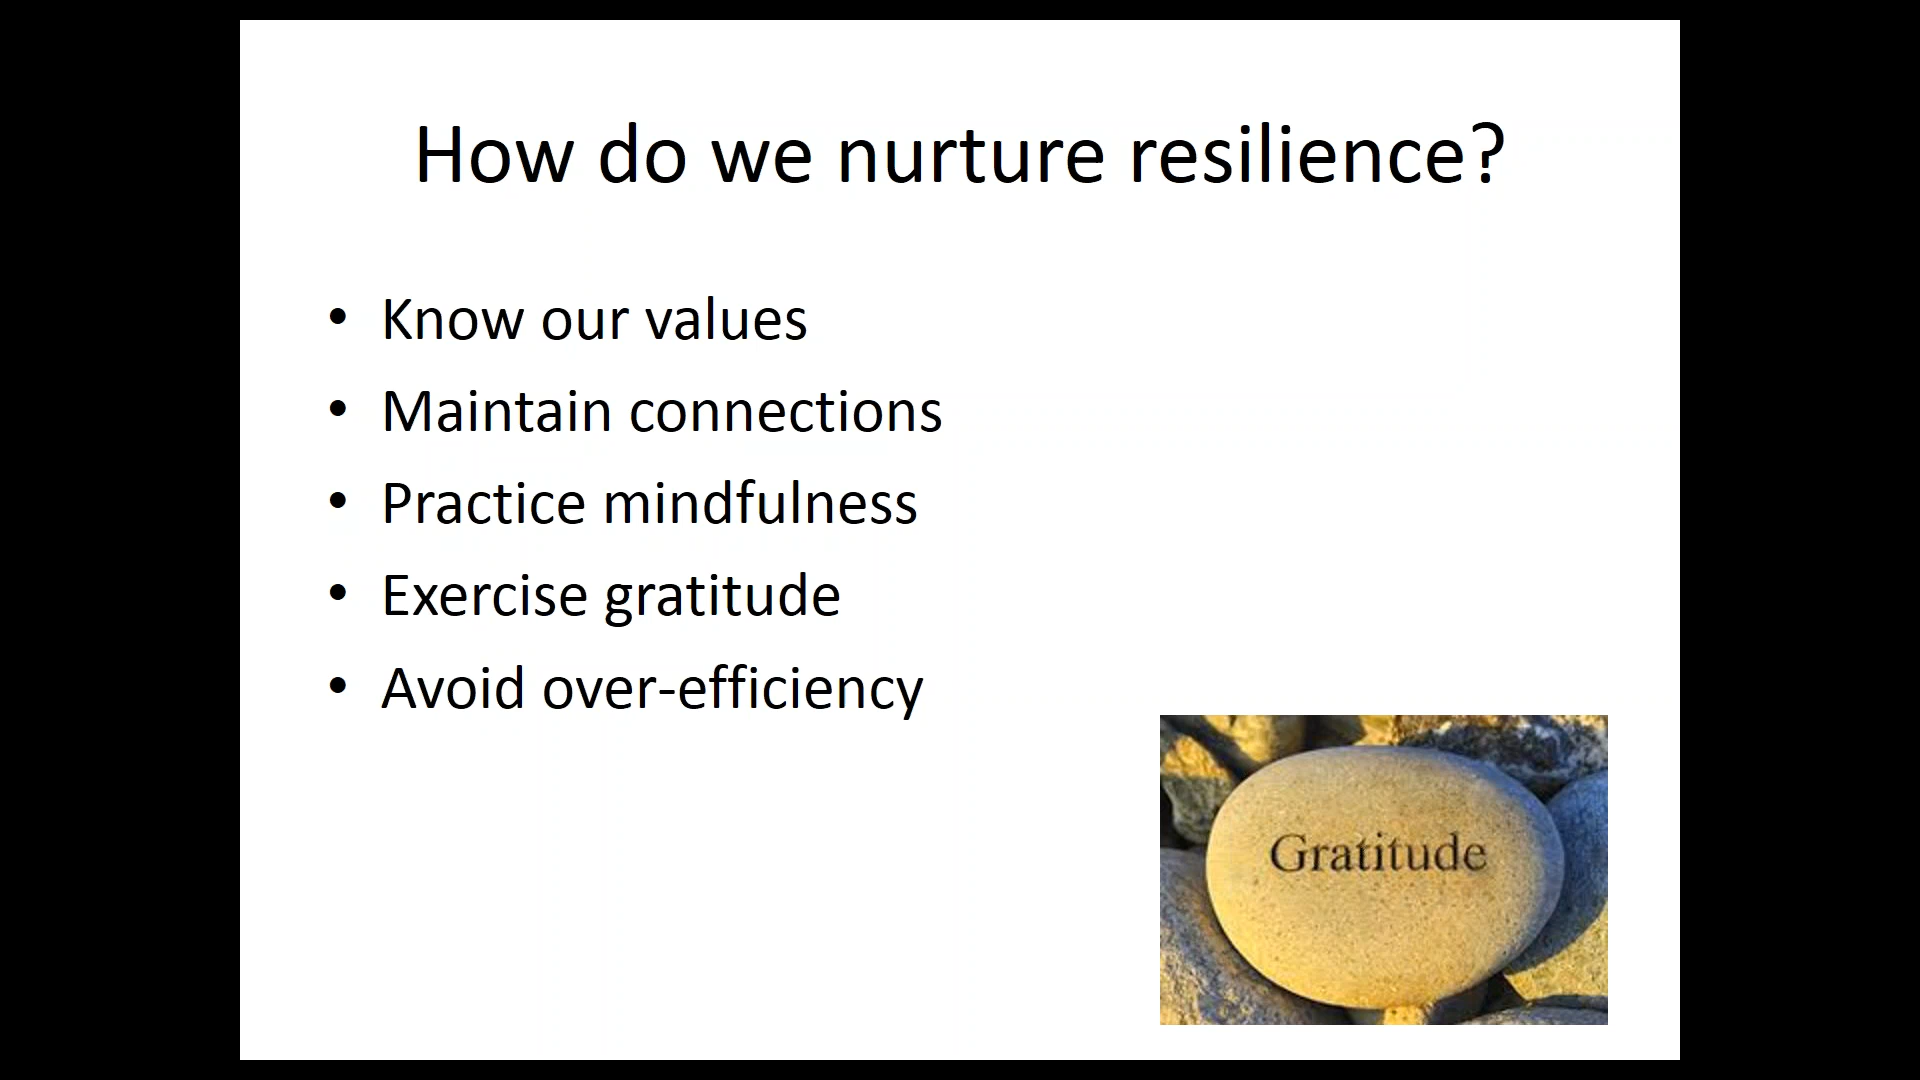 How do we nurture resilience?
• Know our values
• Maintain connections
• Practice mindfulness
• Exercise gratitude
• Avoid over-efficiency
Gratitude